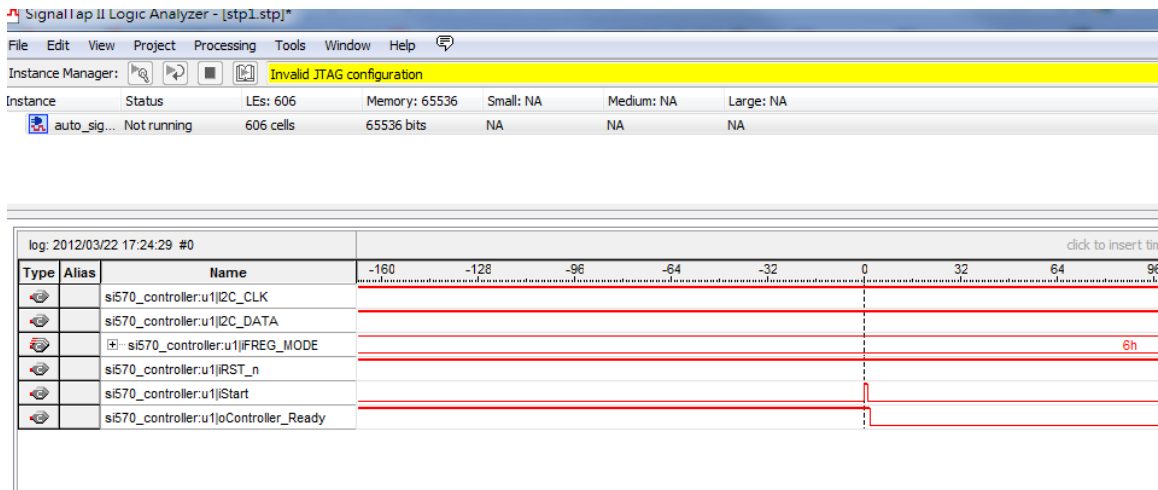 SignalTap II Logic Analyzer - [stp1.stp]*
File Edit View Project Processing Tools Window Help
Instance Manager: Invalid JTAG configuration
Instance Status LEs: 606 Memory: 65536 Small: NA Medium: NA Large: NA
auto_sig... Not running 606 cells 65536 bits NA NA NA
log: 2012/03/22 17:24:29 #0 click to insert tim
Type Alias Name -160 -128 -96 -64 -32 0 32 64 96
si570_controller:u1|I2C_CLK
si570_controller:u1|I2C_DATA
si570_controller:u1|iFREG_MODE 6h
si570_controller:u1|iRST_n
si570_controller:u1|iStart
si570_controller:u1|oController_Ready